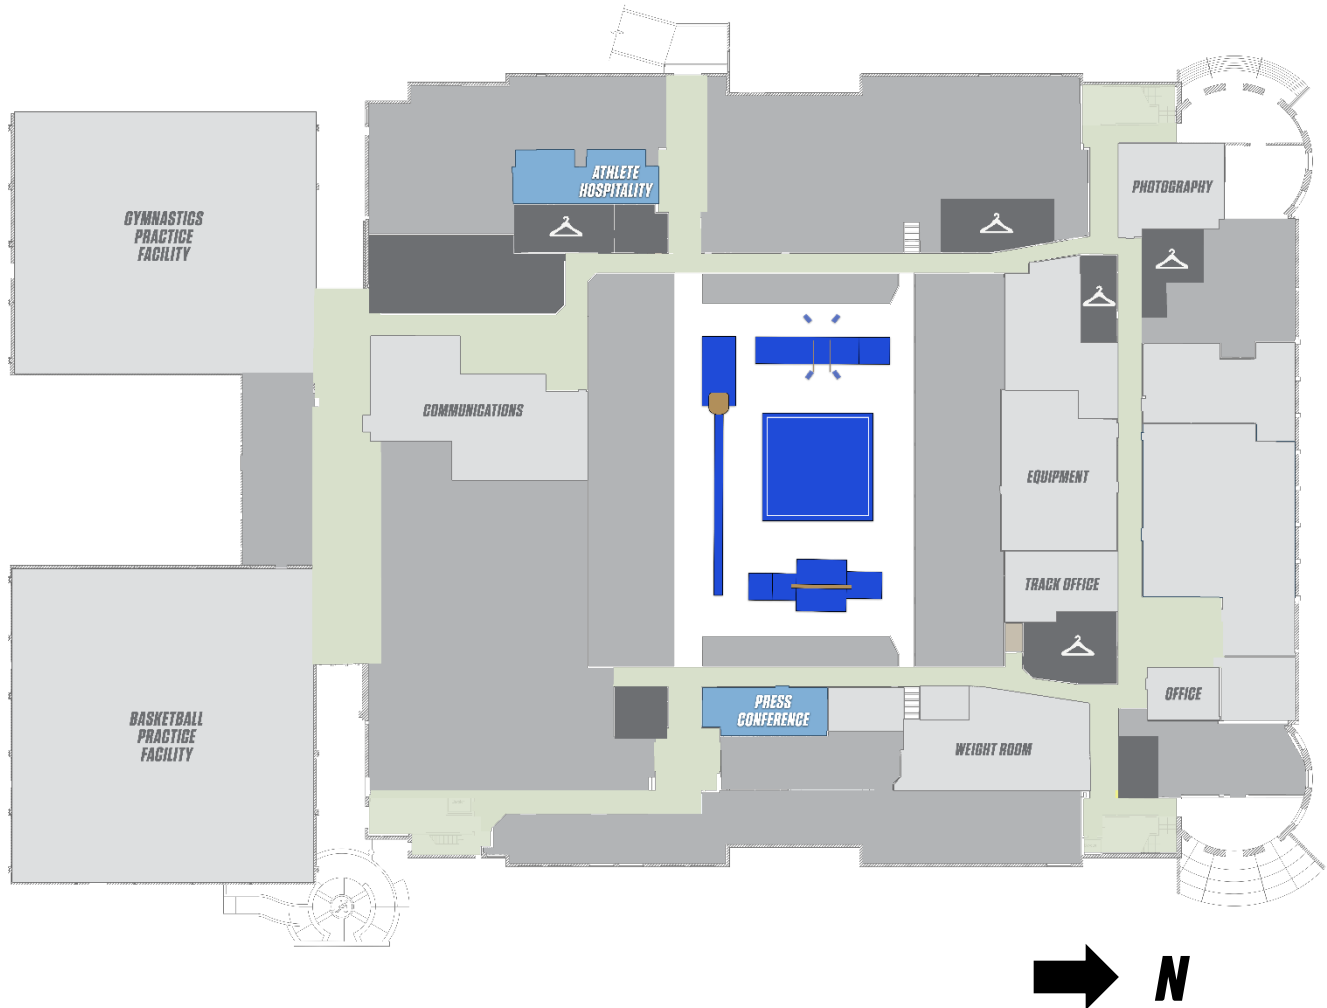 ATHLETE
HOSPITALITY
PHOTOGRAPHY
GYMNASTICS
PRACTICE
FACILITY
COMMUNICATIONS
EQUIPMENT
TRACK OFFICE
OFFICE
PRESS
CONFERENCE
BASKETBALL
PRACTICE
FACILITY
WEIGHT ROOM
N